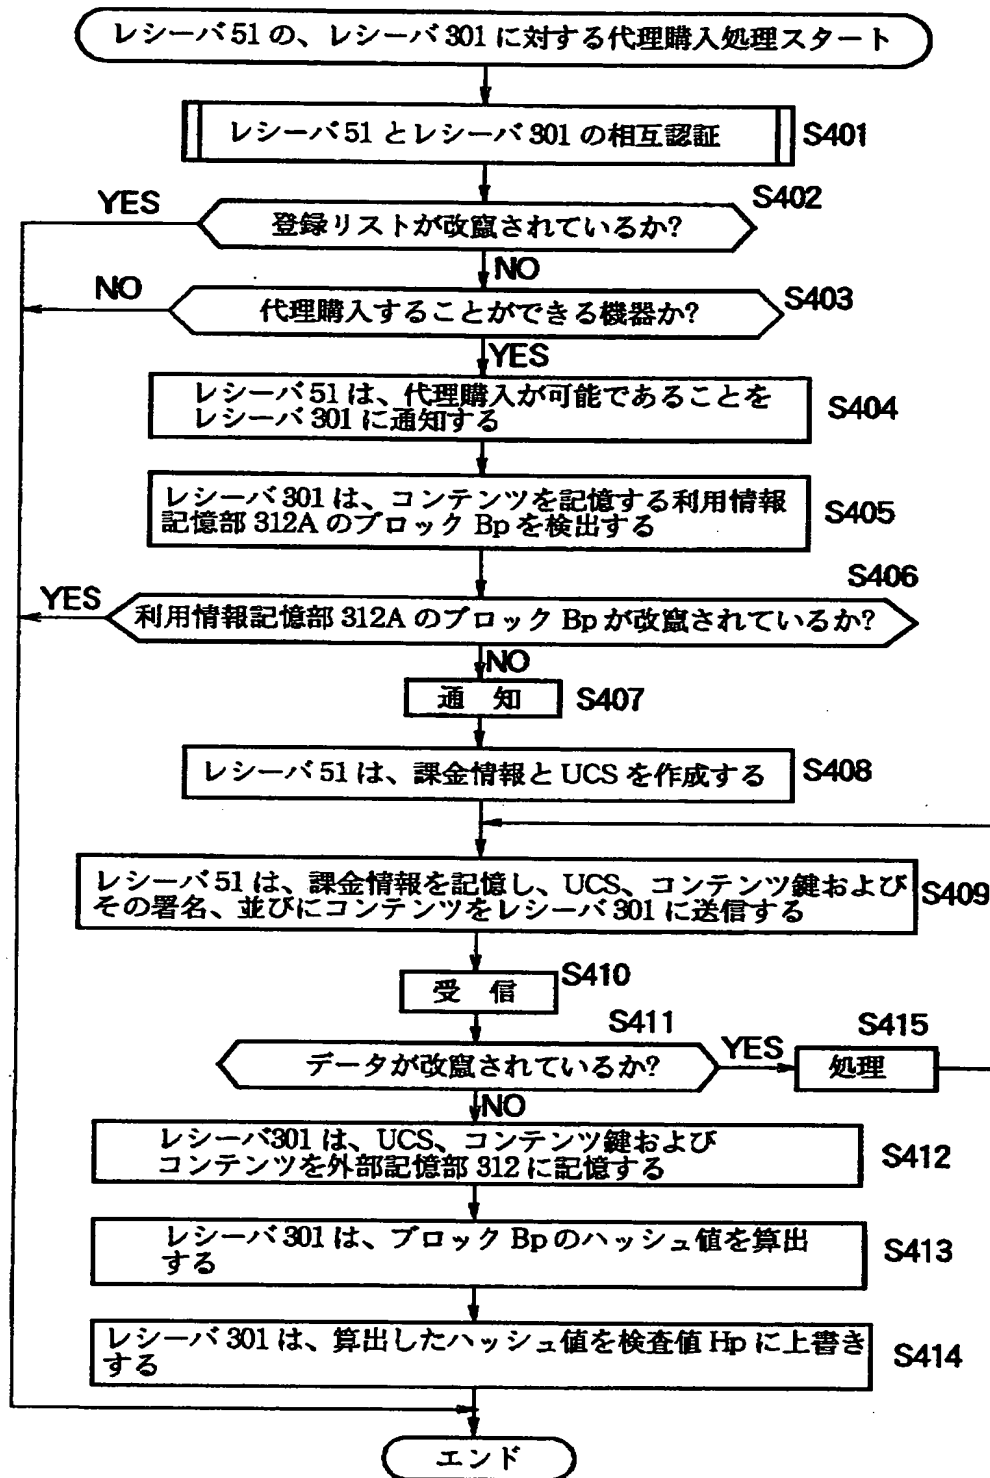 レシーバ51の、レシーバ301に対する代理購入処理スタート
レシーバ51とレシーバ301の相互認証
S401
S402
YES
登録リストが改竄されているか?
NO
NO
代理購入することができる機器か?
S403
YES
レシーバ51は、代理購入が可能であることを
レシーバ301に通知する
S404
レシーバ301は、コンテンツを記憶する利用情報
記憶部312AのブロックBpを検出する
S405
S406
YES
利用情報記憶部312AのブロックBpが改竄されているか?
NO
通 知
S407
レシーバ51は、課金情報とUCSを作成する
S408
レシーバ51は、課金情報を記憶し、UCS、コンテンツ鍵および
その署名、並びにコンテンツをレシーバ301に送信する
S409
受 信
S410
S411
データが改竄されているか?
YES
S415
処理
NO
レシーバ301は、UCS、コンテンツ鍵および
コンテンツを外部記憶部312に記憶する
S412
レシーバ301は、ブロックBpのハッシュ値を算出
する
S413
レシーバ301は、算出したハッシュ値を検査値Hpに上書き
する
S414
エンド